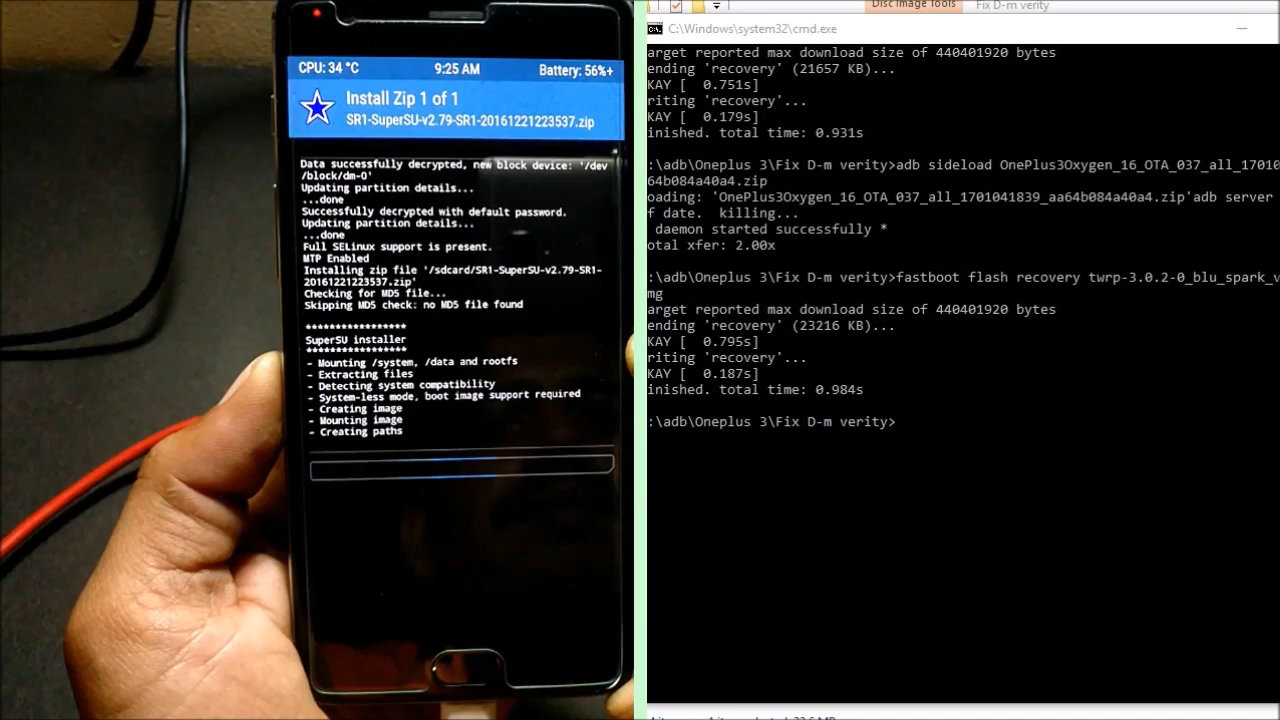 CPU: 34 °C 9:25 AM Battery: 56%+
Install Zip 1 of 1
SR1-SuperSU-v2.79-SR1-20161221223537.zip
Data successfully decrypted, new block device: '/dev
/block/dm-0'
Updating partition details...
...done
Successfully decrypted with default password.
Updating partition details...
...done
Full SELinux support is present.
MTP Enabled
Installing zip file '/sdcard/SR1-SuperSU-v2.79-SR1-
20161221223537.zip'
Checking for MD5 file...
Skipping MD5 check: no MD5 file found
*****************
SuperSU installer
*****************
- Mounting /system, /data and rootfs
- Extracting files
- Detecting system compatibility
- System-less mode, boot image support required
- Creating image
- Mounting image
- Creating paths
Disc Image Tools Fix D-m verity
C:\Windows\system32\cmd.exe
arget reported max download size of 440401920 bytes
ending 'recovery' (21657 KB)...
KAY [ 0.751s]
riting 'recovery'...
KAY [ 0.179s]
inished. total time: 0.931s
:\adb\Oneplus 3\Fix D-m verity>adb sideload OnePlus3Oxygen_16_OTA_037_all_17010
64b084a40a4.zip
oading: 'OnePlus3Oxygen_16_OTA_037_all_1701041839_aa64b084a40a4.zip'adb server
f date. killing...
daemon started successfully *
otal xfer: 2.00x
:\adb\Oneplus 3\Fix D-m verity>fastboot flash recovery twrp-3.0.2-0_blu_spark_v
mg
arget reported max download size of 440401920 bytes
ending 'recovery' (23216 KB)...
KAY [ 0.795s]
riting 'recovery'...
KAY [ 0.187s]
inished. total time: 0.984s
:\adb\Oneplus 3\Fix D-m verity>